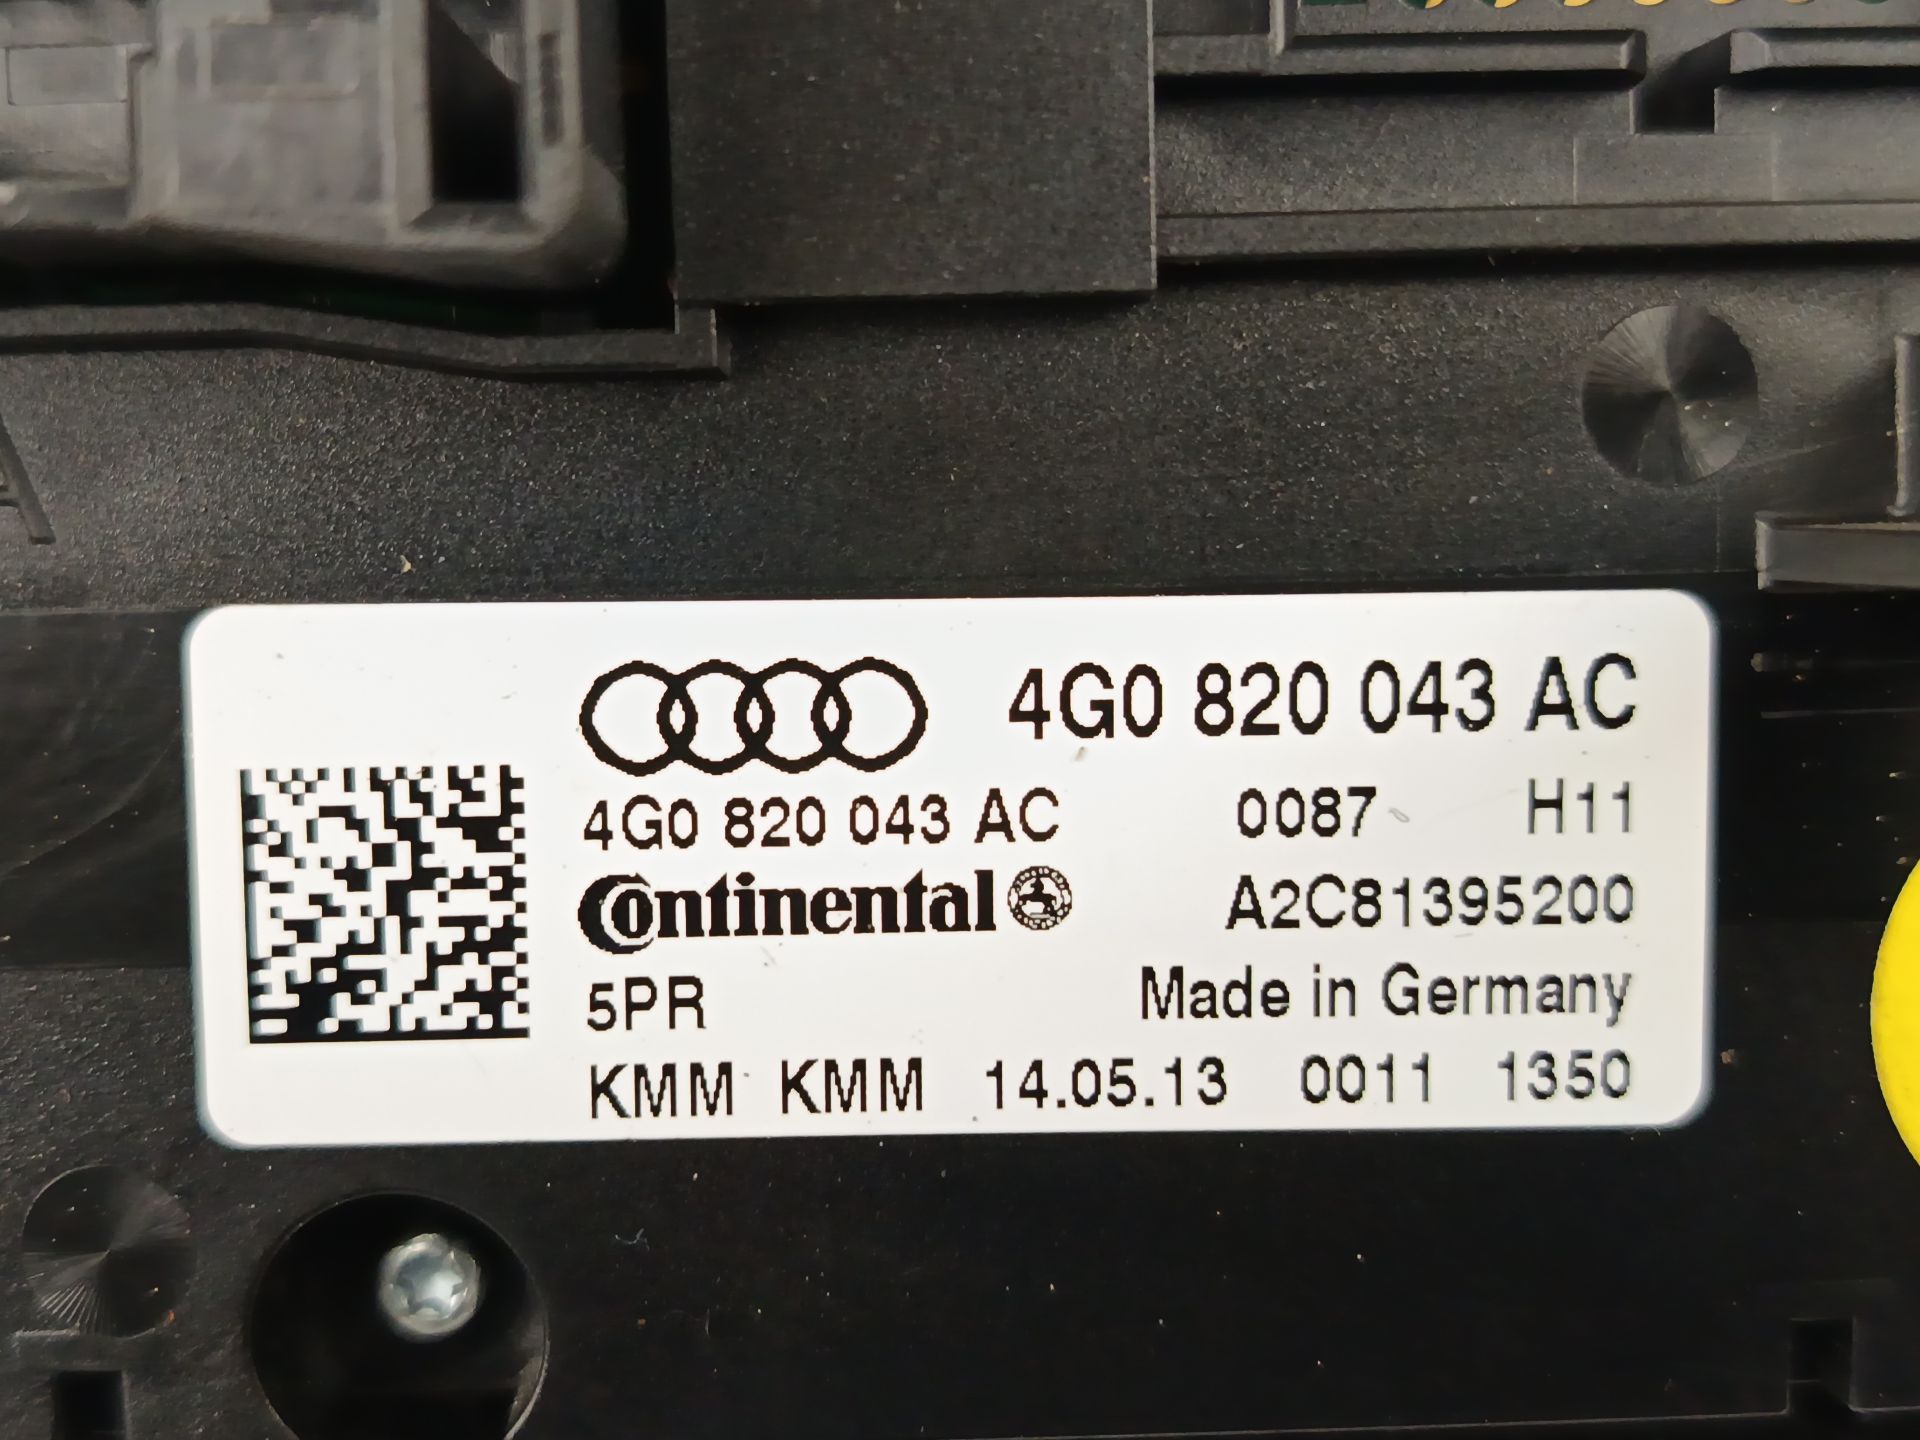 4G0 820 043 AC
4G0 820 043 AC 0087 H11
Continental A2C81395200
5PR Made in Germany
KMM KMM 14.05.13 0011 1350